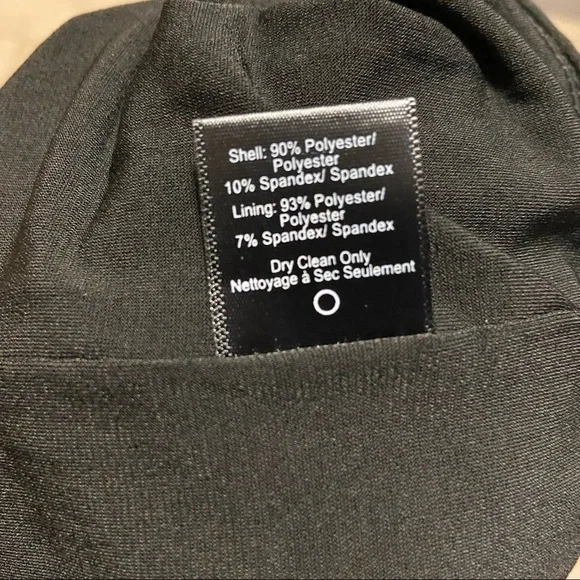 Shell: 90% Polyester/
Polyester
10% Spandex/ Spandex
Lining: 93% Polyester/
Polyester
7% Spandex/ Spandex
Dry Clean Only
Nettoyage à Sec Seulement